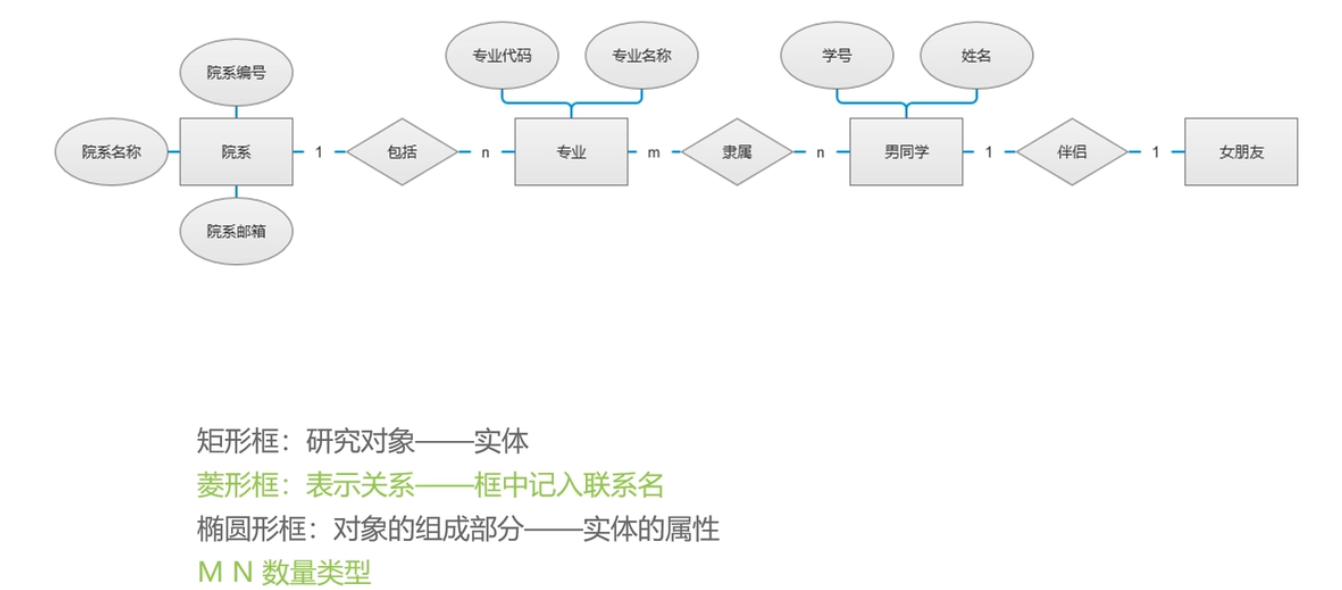 专业代码 专业名称 学号 姓名
院系编号
院系名称 院系 1 包括 n 专业 m 隶属 n 男同学 1 伴侣 1 女朋友
院系邮箱
矩形框：研究对象——实体
菱形框：表示关系——框中记入联系名
椭圆形框：对象的组成部分——实体的属性
M N 数量类型